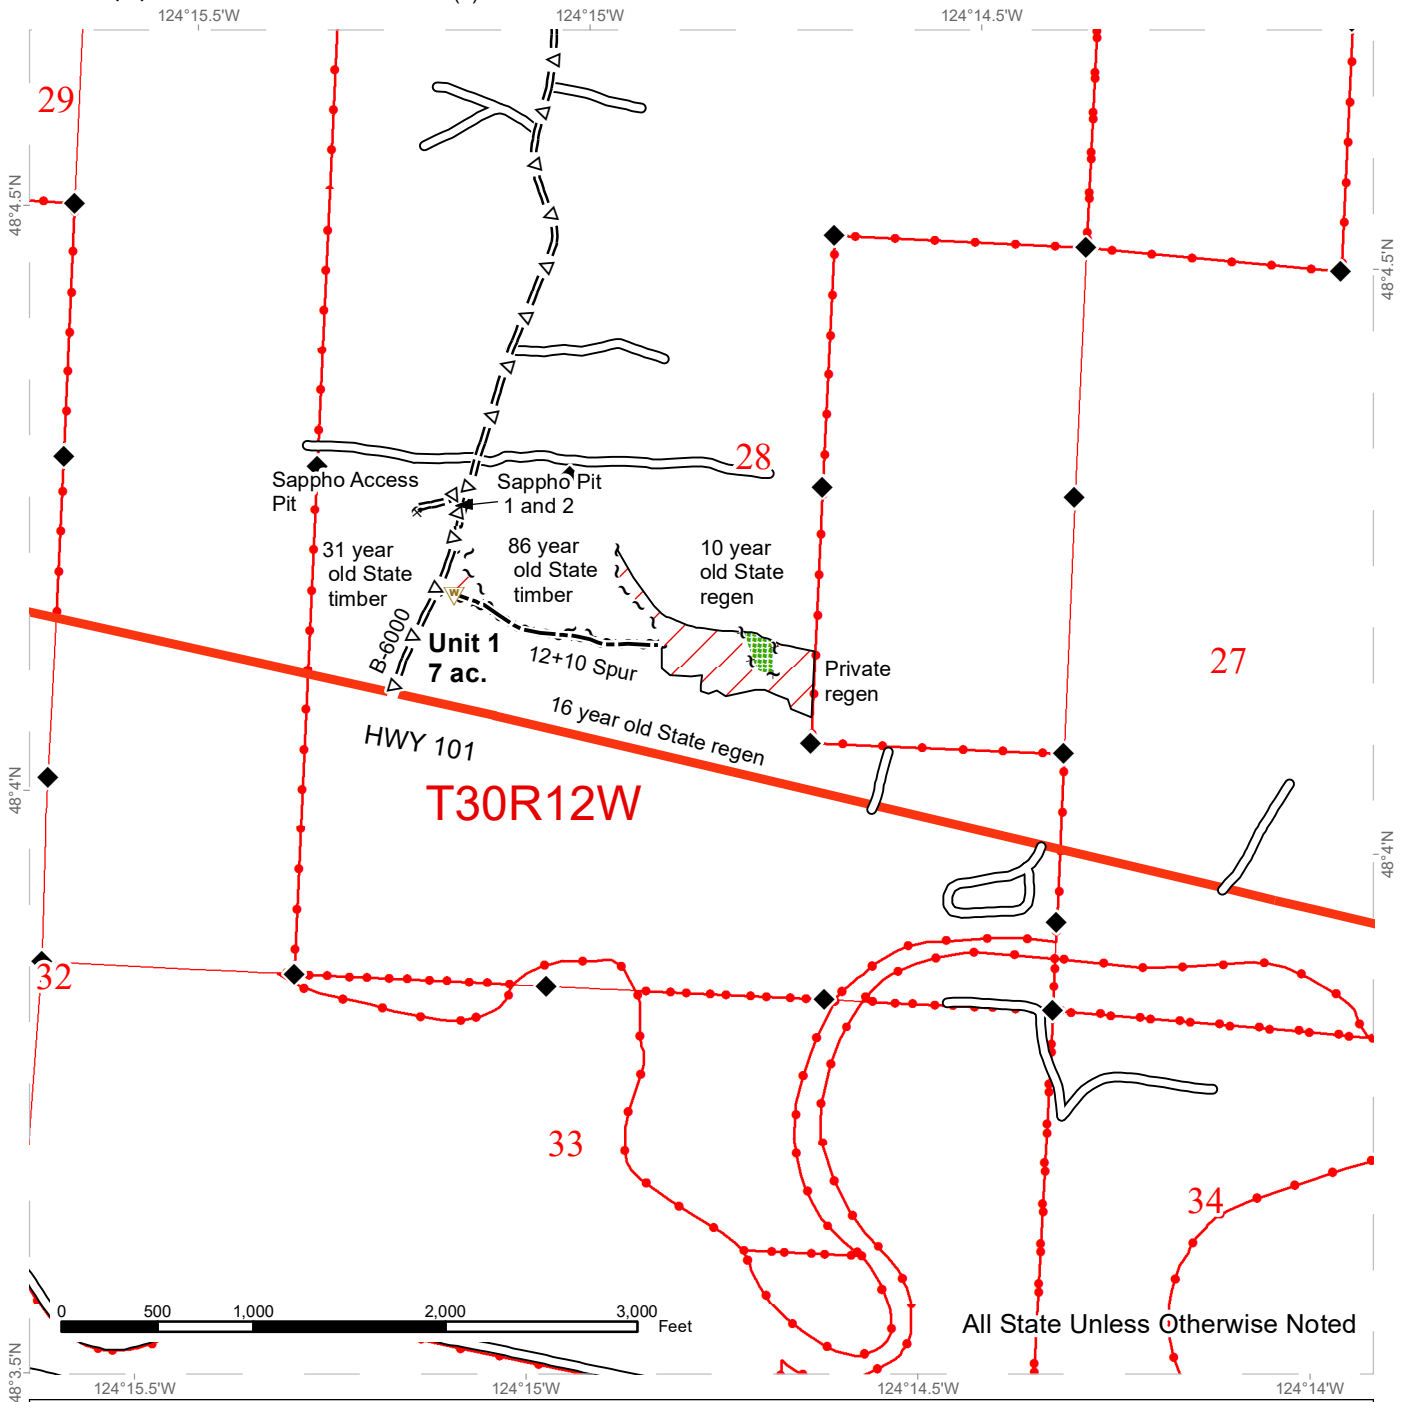 124°15.5'W
124°15'W
124°14.5'W
29
48°4.5'N
48°4.5'N
28
Sappho Access
Pit
Sappho Pit
1 and 2
31 year
old State
timber
86 year
old State
timber
10 year
old State
regen
W
B-6000
Unit 1
7 ac.
12+10 Spur
Private
regen
27
16 year old State regen
HWY 101
T30R12W
48°4'N
48°4'N
32
33
34
0
500
1,000
2,000
3,000
Feet
All State Unless Otherwise Noted
48°3.5'N
124°15.5'W
124°15'W
124°14.5'W
124°14'W